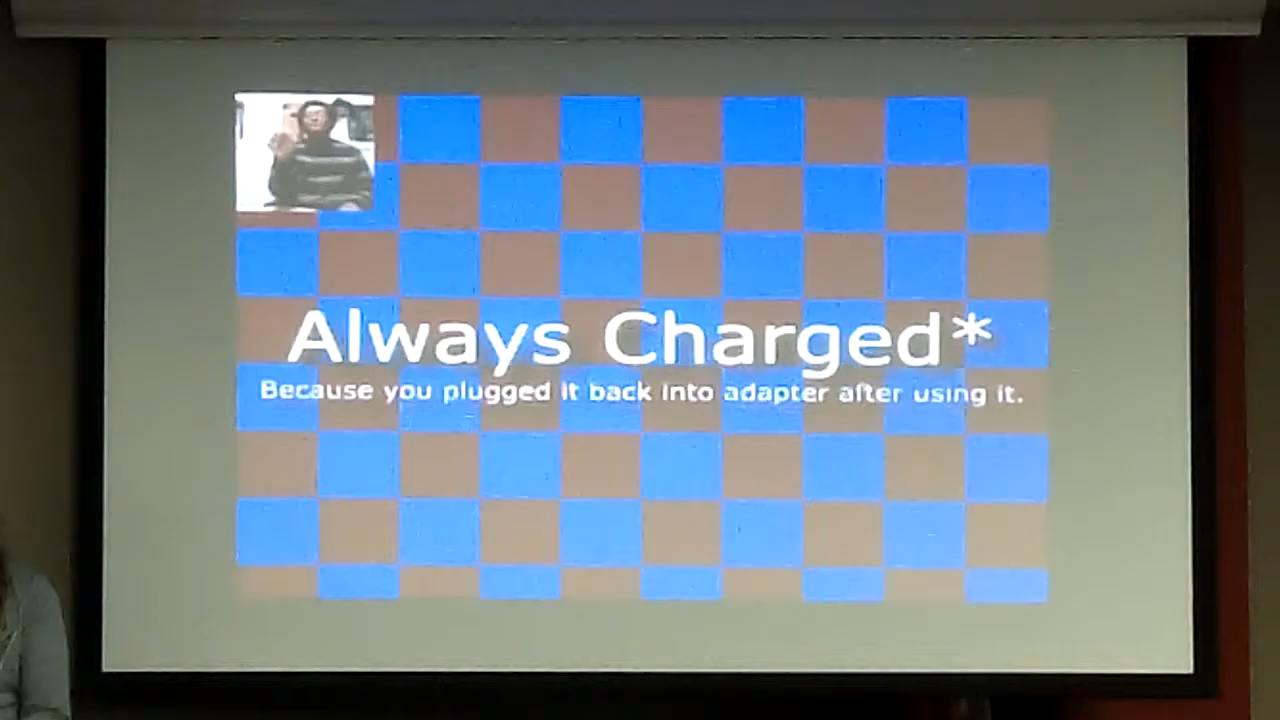 Always Charged*
Because you plugged it back into adapter after using it.